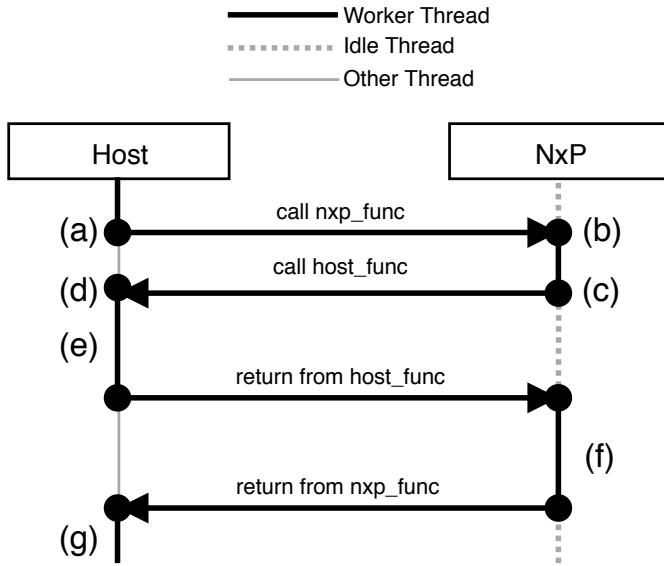 Worker Thread
Idle Thread
Other Thread
Host NxP
call nxp_func
(a) (b)
call host_func
(d) (c)
(e)
return from host_func
(f)
return from nxp_func
(g)